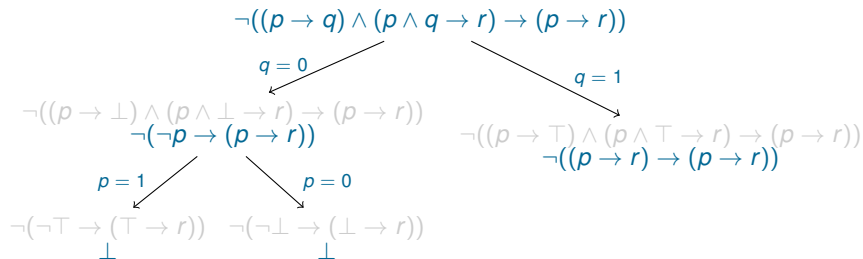 ¬((p → q) ∧ (p ∧ q → r) → (p → r))
q = 0
q = 1
¬((p → ⊥) ∧ (p ∧ ⊥ → r) → (p → r))
¬(¬p → (p → r))
¬((p → ⊤) ∧ (p ∧ ⊤ → r) → (p → r))
¬((p → r) → (p → r))
p = 1
p = 0
¬(¬⊤ → (⊤ → r))
¬(¬⊥ → (⊥ → r))
⊥
⊥